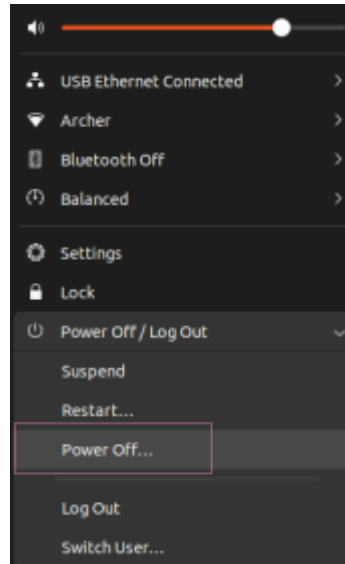 USB Ethernet Connected
Archer
Bluetooth Off
Balanced
Settings
Lock
Power Off / Log Out
Suspend
Restart...
Power Off...
Log Out
Switch User...